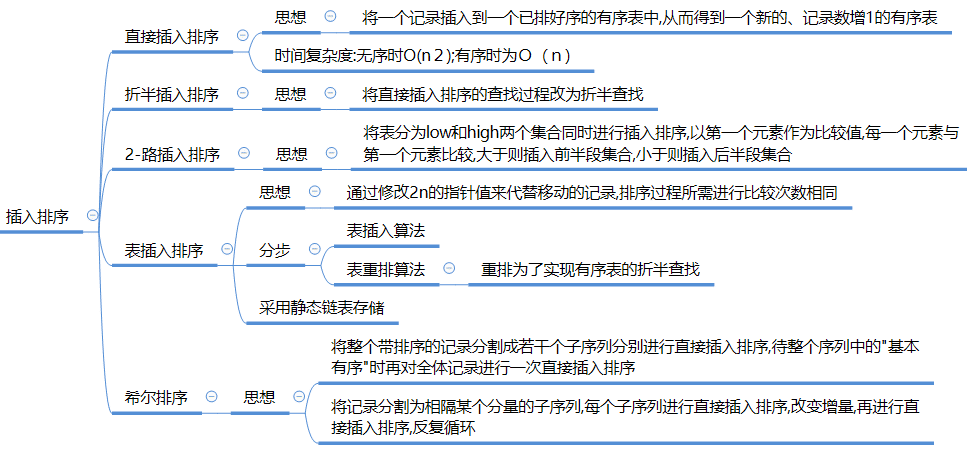 插入排序
直接插入排序
思想
将一个记录插入到一个已排好序的有序表中,从而得到一个新的、记录数增1的有序表
时间复杂度:无序时O(n２);有序时为Ｏ（ｎ）
折半插入排序
思想
将直接插入排序的查找过程改为折半查找
2-路插入排序
思想
将表分为low和high两个集合同时进行插入排序,以第一个元素作为比较值,每一个元素与
第一个元素比较,大于则插入前半段集合,小于则插入后半段集合
表插入排序
思想
通过修改2n的指针值来代替移动的记录,排序过程所需进行比较次数相同
分步
表插入算法
表重排算法
重排为了实现有序表的折半查找
采用静态链表存储
希尔排序
思想
将整个带排序的记录分割成若干个子序列分别进行直接插入排序,待整个序列中的"基本
有序"时再对全体记录进行一次直接插入排序
将记录分割为相隔某个分量的子序列,每个子序列进行直接插入排序,改变增量,再进行直
接插入排序,反复循环